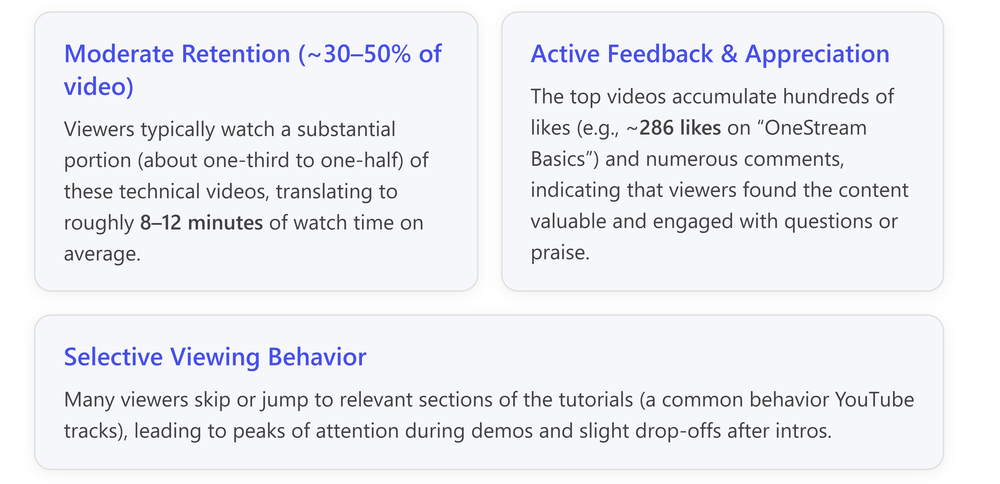 Moderate Retention (~30–50% of
video)
Viewers typically watch a substantial
portion (about one-third to one-half) of
these technical videos, translating to
roughly 8–12 minutes of watch time on
average.
Active Feedback & Appreciation
The top videos accumulate hundreds of
likes (e.g., ~286 likes on “OneStream
Basics”) and numerous comments,
indicating that viewers found the content
valuable and engaged with questions or
praise.
Selective Viewing Behavior
Many viewers skip or jump to relevant sections of the tutorials (a common behavior YouTube
tracks), leading to peaks of attention during demos and slight drop-offs after intros.